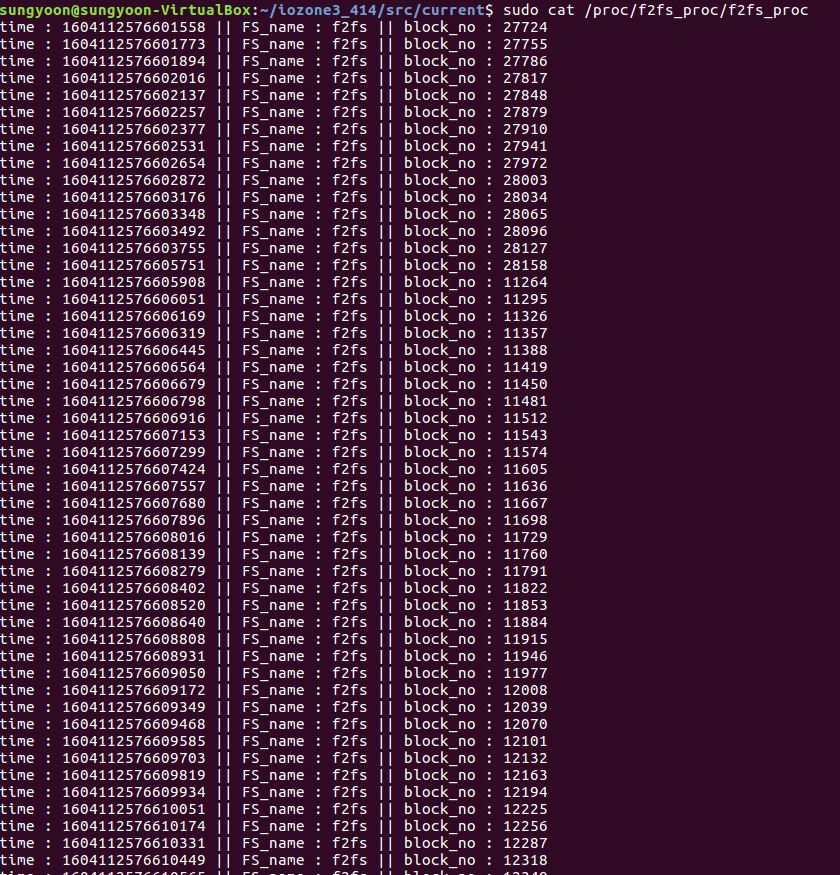 sungyoon@sungyoon-VirtualBox:~/iozone3_414/src/current$ sudo cat /proc/f2fs_proc/f2fs_proc
time : 1604112576601558 || FS_name : f2fs || block_no : 27724
time : 1604112576601773 || FS_name : f2fs || block_no : 27755
time : 1604112576601894 || FS_name : f2fs || block_no : 27786
time : 1604112576602016 || FS_name : f2fs || block_no : 27817
time : 1604112576602137 || FS_name : f2fs || block_no : 27848
time : 1604112576602257 || FS_name : f2fs || block_no : 27879
time : 1604112576602377 || FS_name : f2fs || block_no : 27910
time : 1604112576602531 || FS_name : f2fs || block_no : 27941
time : 1604112576602654 || FS_name : f2fs || block_no : 27972
time : 1604112576602872 || FS_name : f2fs || block_no : 28003
time : 1604112576603176 || FS_name : f2fs || block_no : 28034
time : 1604112576603348 || FS_name : f2fs || block_no : 28065
time : 1604112576603492 || FS_name : f2fs || block_no : 28096
time : 1604112576603755 || FS_name : f2fs || block_no : 28127
time : 1604112576605751 || FS_name : f2fs || block_no : 28158
time : 1604112576605908 || FS_name : f2fs || block_no : 11264
time : 1604112576606051 || FS_name : f2fs || block_no : 11295
time : 1604112576606169 || FS_name : f2fs || block_no : 11326
time : 1604112576606319 || FS_name : f2fs || block_no : 11357
time : 1604112576606445 || FS_name : f2fs || block_no : 11388
time : 1604112576606564 || FS_name : f2fs || block_no : 11419
time : 1604112576606679 || FS_name : f2fs || block_no : 11450
time : 1604112576606798 || FS_name : f2fs || block_no : 11481
time : 1604112576606916 || FS_name : f2fs || block_no : 11512
time : 1604112576607153 || FS_name : f2fs || block_no : 11543
time : 1604112576607299 || FS_name : f2fs || block_no : 11574
time : 1604112576607424 || FS_name : f2fs || block_no : 11605
time : 1604112576607557 || FS_name : f2fs || block_no : 11636
time : 1604112576607680 || FS_name : f2fs || block_no : 11667
time : 1604112576607896 || FS_name : f2fs || block_no : 11698
time : 1604112576608016 || FS_name : f2fs || block_no : 11729
time : 1604112576608139 || FS_name : f2fs || block_no : 11760
time : 1604112576608279 || FS_name : f2fs || block_no : 11791
time : 1604112576608402 || FS_name : f2fs || block_no : 11822
time : 1604112576608520 || FS_name : f2fs || block_no : 11853
time : 1604112576608640 || FS_name : f2fs || block_no : 11884
time : 1604112576608808 || FS_name : f2fs || block_no : 11915
time : 1604112576608931 || FS_name : f2fs || block_no : 11946
time : 1604112576609050 || FS_name : f2fs || block_no : 11977
time : 1604112576609172 || FS_name : f2fs || block_no : 12008
time : 1604112576609349 || FS_name : f2fs || block_no : 12039
time : 1604112576609468 || FS_name : f2fs || block_no : 12070
time : 1604112576609585 || FS_name : f2fs || block_no : 12101
time : 1604112576609703 || FS_name : f2fs || block_no : 12132
time : 1604112576609819 || FS_name : f2fs || block_no : 12163
time : 1604112576609934 || FS_name : f2fs || block_no : 12194
time : 1604112576610051 || FS_name : f2fs || block_no : 12225
time : 1604112576610174 || FS_name : f2fs || block_no : 12256
time : 1604112576610331 || FS_name : f2fs || block_no : 12287
time : 1604112576610449 || FS_name : f2fs || block_no : 12318